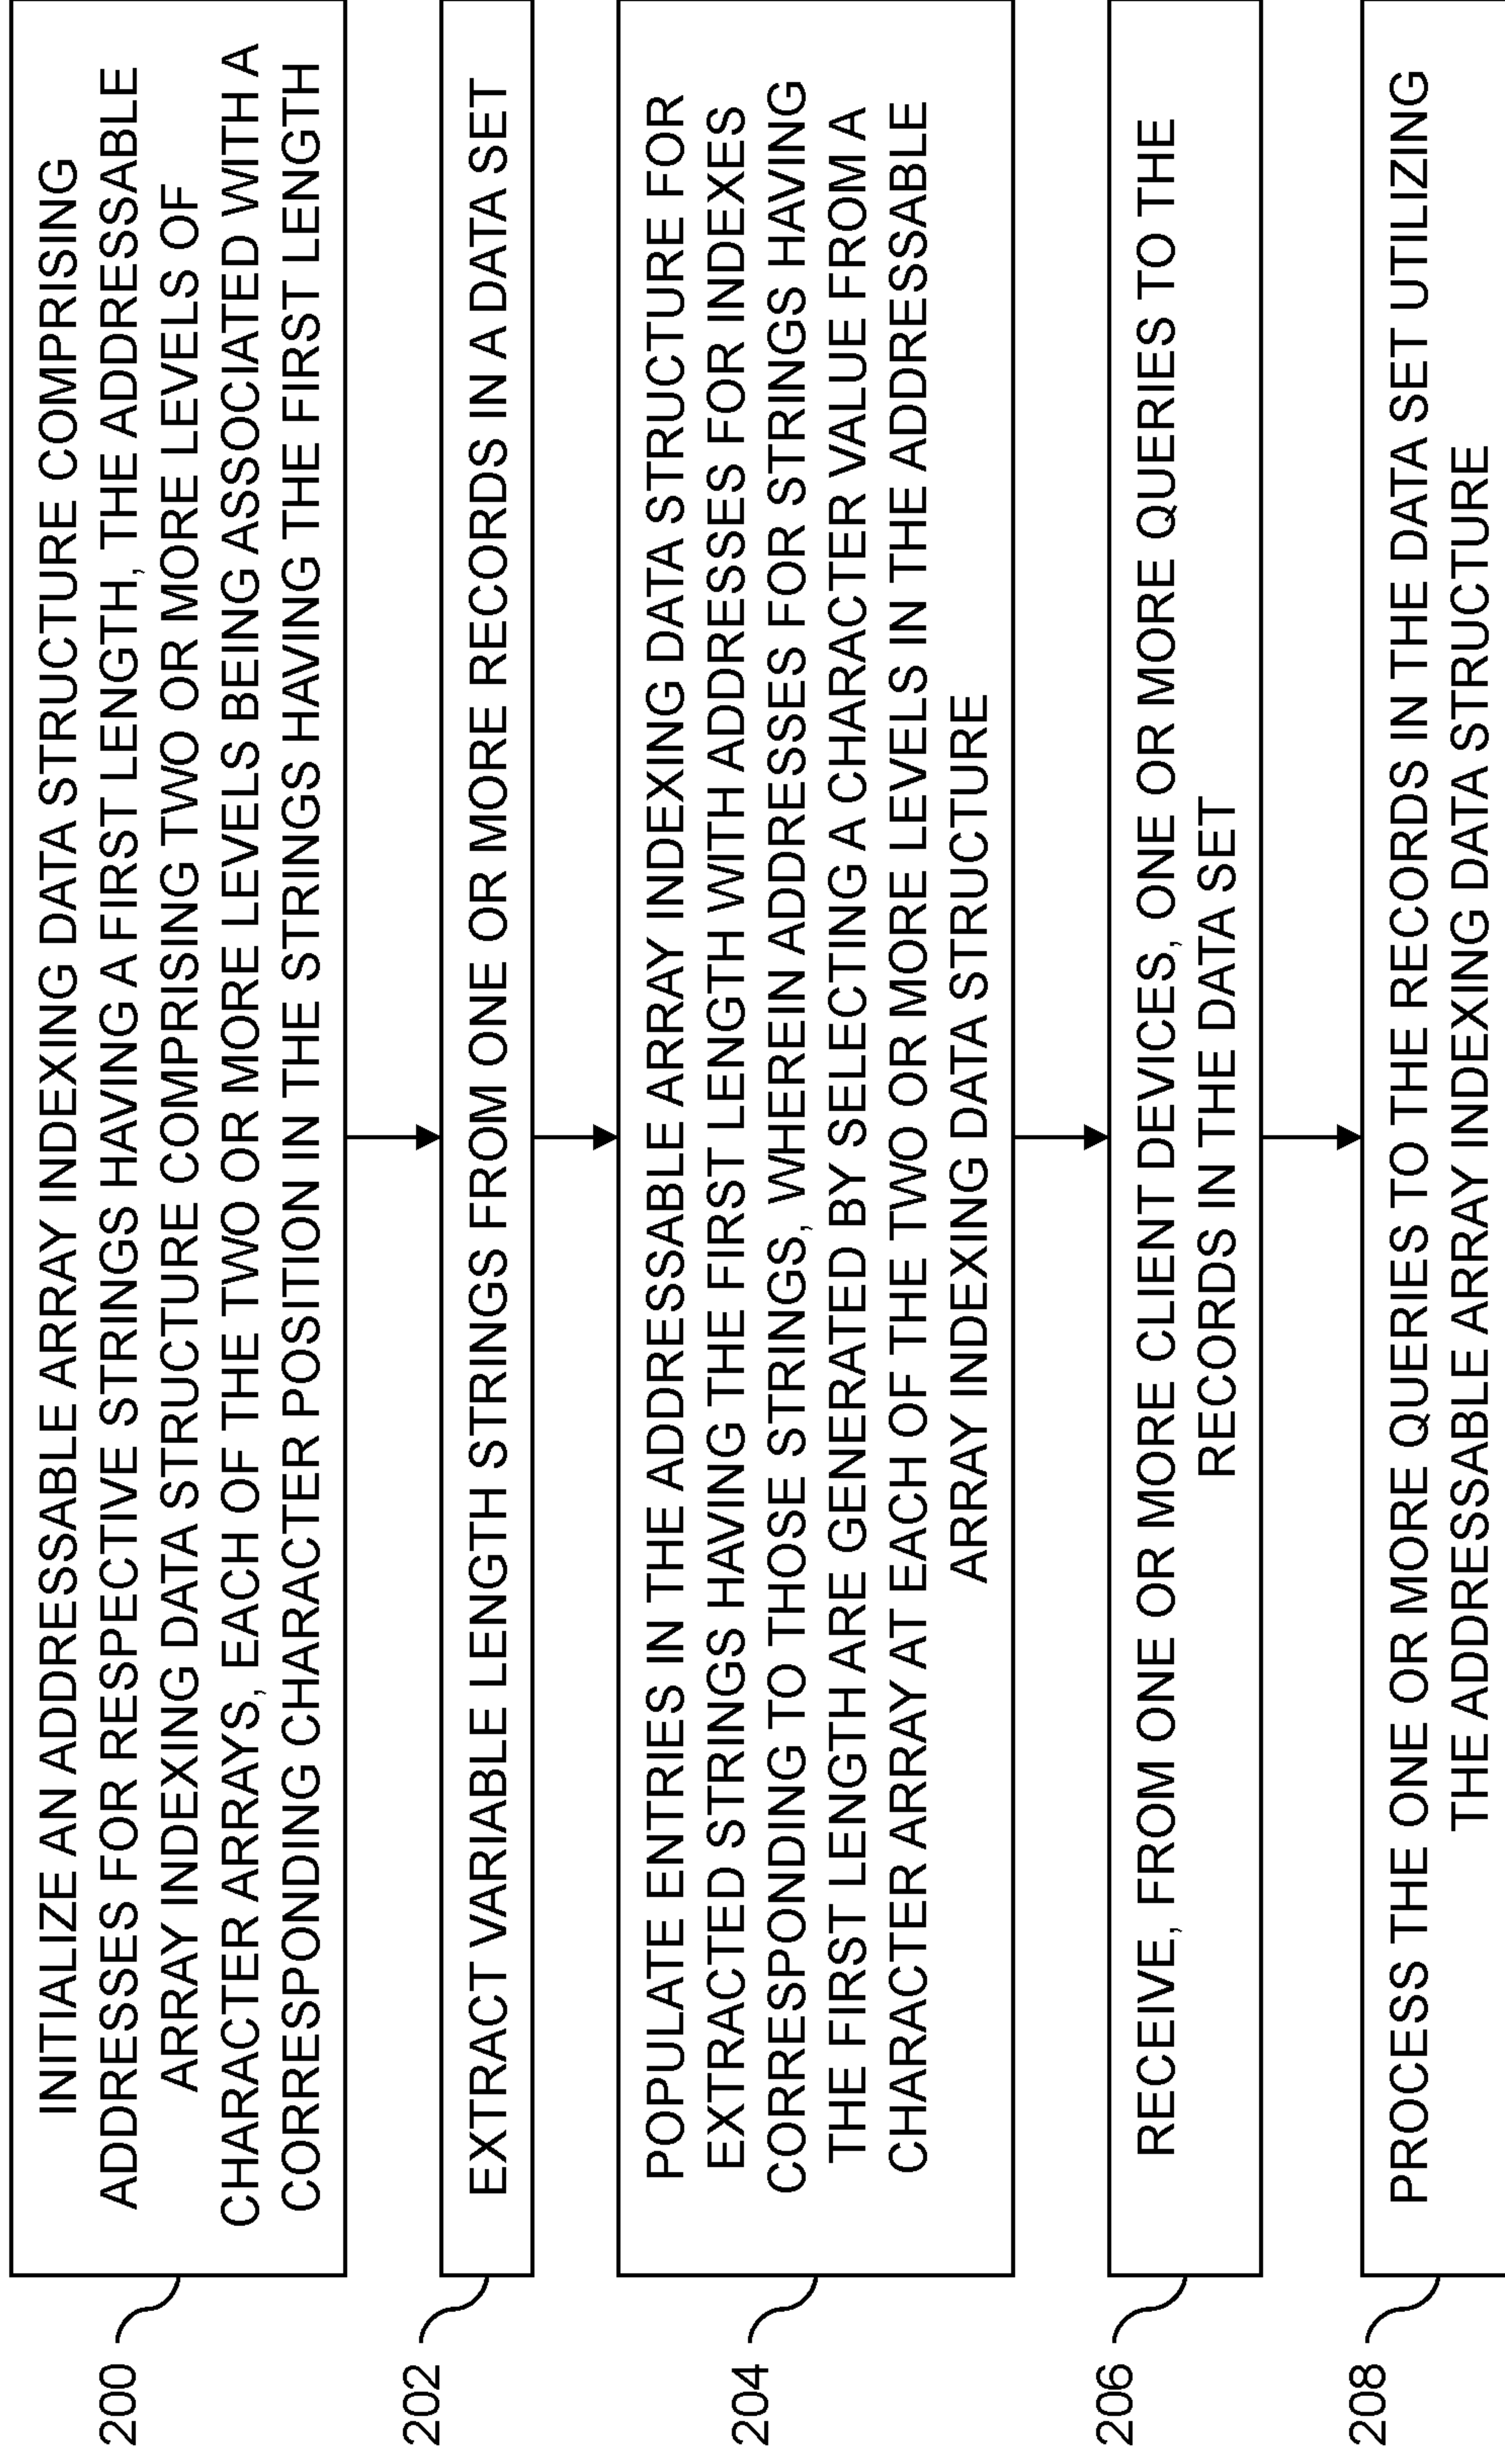 200
INITIALIZE AN ADDRESSABLE ARRAY INDEXING DATA STRUCTURE COMPRISING
ADDRESSES FOR RESPECTIVE STRINGS HAVING A FIRST LENGTH, THE ADDRESSABLE
ARRAY INDEXING DATA STRUCTURE COMPRISING TWO OR MORE LEVELS OF
CHARACTER ARRAYS, EACH OF THE TWO OR MORE LEVELS BEING ASSOCIATED WITH A
CORRESPONDING CHARACTER POSITION IN THE STRINGS HAVING THE FIRST LENGTH
202
EXTRACT VARIABLE LENGTH STRINGS FROM ONE OR MORE RECORDS IN A DATA SET
204
POPULATE ENTRIES IN THE ADDRESSABLE ARRAY INDEXING DATA STRUCTURE FOR
EXTRACTED STRINGS HAVING THE FIRST LENGTH WITH ADDRESSES FOR INDEXES
CORRESPONDING TO THOSE STRINGS, WHEREIN ADDRESSES FOR STRINGS HAVING
THE FIRST LENGTH ARE GENERATED BY SELECTING A CHARACTER VALUE FROM A
CHARACTER ARRAY AT EACH OF THE TWO OR MORE LEVELS IN THE ADDRESSABLE
ARRAY INDEXING DATA STRUCTURE
206
RECEIVE, FROM ONE OR MORE CLIENT DEVICES, ONE OR MORE QUERIES TO THE
RECORDS IN THE DATA SET
208
PROCESS THE ONE OR MORE QUERIES TO THE RECORDS IN THE DATA SET UTILIZING
THE ADDRESSABLE ARRAY INDEXING DATA STRUCTURE